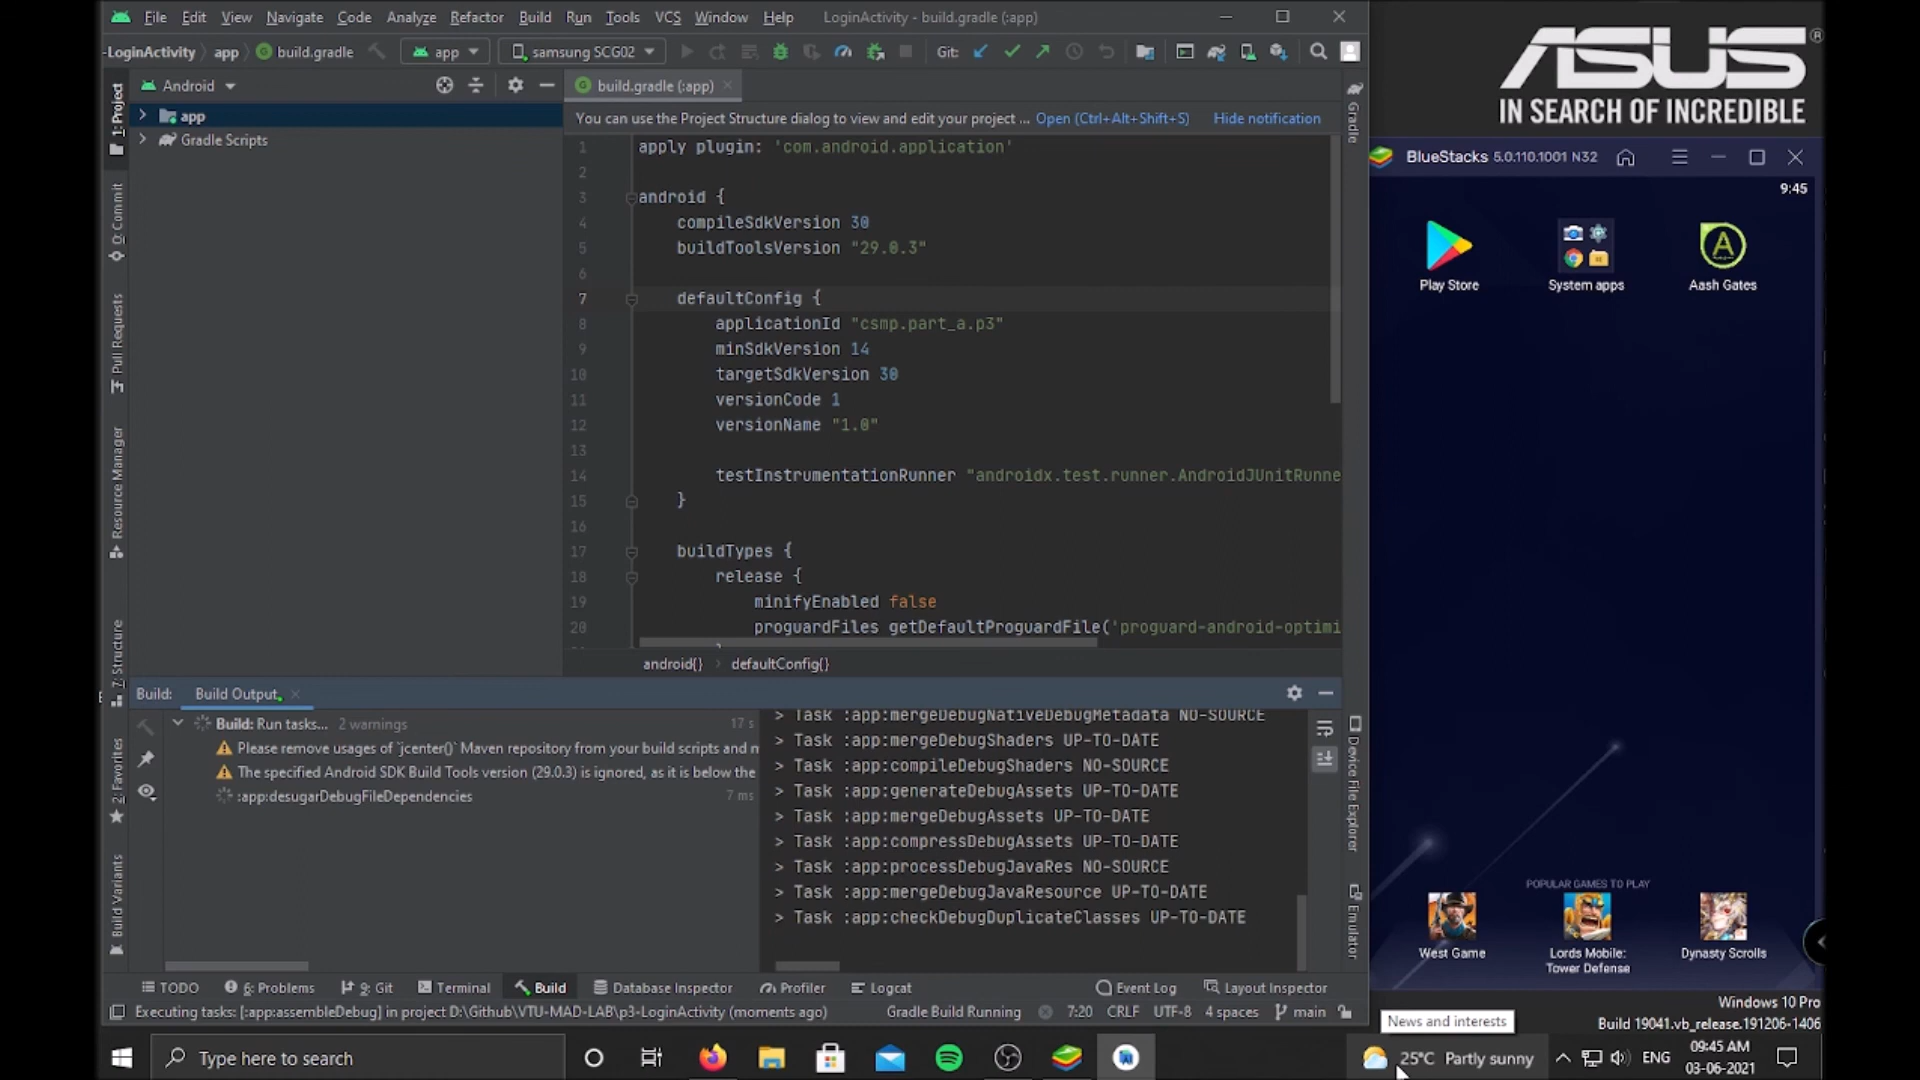 File Edit View Navigate Code Analyze Refactor Build Run Tools VCS Window Help LoginActivity - build.gradle (:app)
-LoginActivity app build.gradle app samsung SCG02 Git:
Android
build.gradle (:app)
app
Gradle Scripts
You can use the Project Structure dialog to view and edit your project ... Open (Ctrl+Alt+Shift+S) Hide notification
1 apply plugin: 'com.android.application'
2
3 android {
4 compileSdkVersion 30
5 buildToolsVersion "29.0.3"
6
7 defaultConfig {
8 applicationId "csmp.part_a.p3"
9 minSdkVersion 14
10 targetSdkVersion 30
11 versionCode 1
12 versionName "1.0"
13
14 testInstrumentationRunner "androidx.test.runner.AndroidJUnitRunne
15 }
16
17 buildTypes {
18 release {
19 minifyEnabled false
20 proguardFiles getDefaultProguardFile('proguard-android-optimi
android{} › defaultConfig{}
1: Project
0: Commit
Pull Requests
Resource Manager
7: Structure
2: Favorites
Build Variants
Gradle
Device File Explorer
Emulator
Build: Build Output
Build: Run tasks... 2 warnings 17 s
Please remove usages of `jcenter()` Maven repository from your build scripts and m
The specified Android SDK Build Tools version (29.0.3) is ignored, as it is below the
:app:desugarDebugFileDependencies 7 ms
> Task :app:mergeDebugNativeDebugMetadata NO-SOURCE
> Task :app:mergeDebugShaders UP-TO-DATE
> Task :app:compileDebugShaders NO-SOURCE
> Task :app:generateDebugAssets UP-TO-DATE
> Task :app:mergeDebugAssets UP-TO-DATE
> Task :app:compressDebugAssets UP-TO-DATE
> Task :app:processDebugJavaRes NO-SOURCE
> Task :app:mergeDebugJavaResource UP-TO-DATE
> Task :app:checkDebugDuplicateClasses UP-TO-DATE
TODO 6: Problems 9: Git Terminal Build Database Inspector Profiler Logcat Event Log Layout Inspector
Executing tasks: [:app:assembleDebug] in project D:\Github\VTU-MAD-LAB\p3-LoginActivity (moments ago) Gradle Build Running 7:20 CRLF UTF-8 4 spaces main
ASUS ®
IN SEARCH OF INCREDIBLE
BlueStacks 5.0.110.1001 N32
9:45
Play Store
System apps
Aash Gates
POPULAR GAMES TO PLAY
West Game
Lords Mobile:
Tower Defense
Dynasty Scrolls
News and interests
Windows 10 Pro
Build 19041.vb_release.191206-1406
Type here to search
25°C Partly sunny
ENG
09:45 AM
03-06-2021